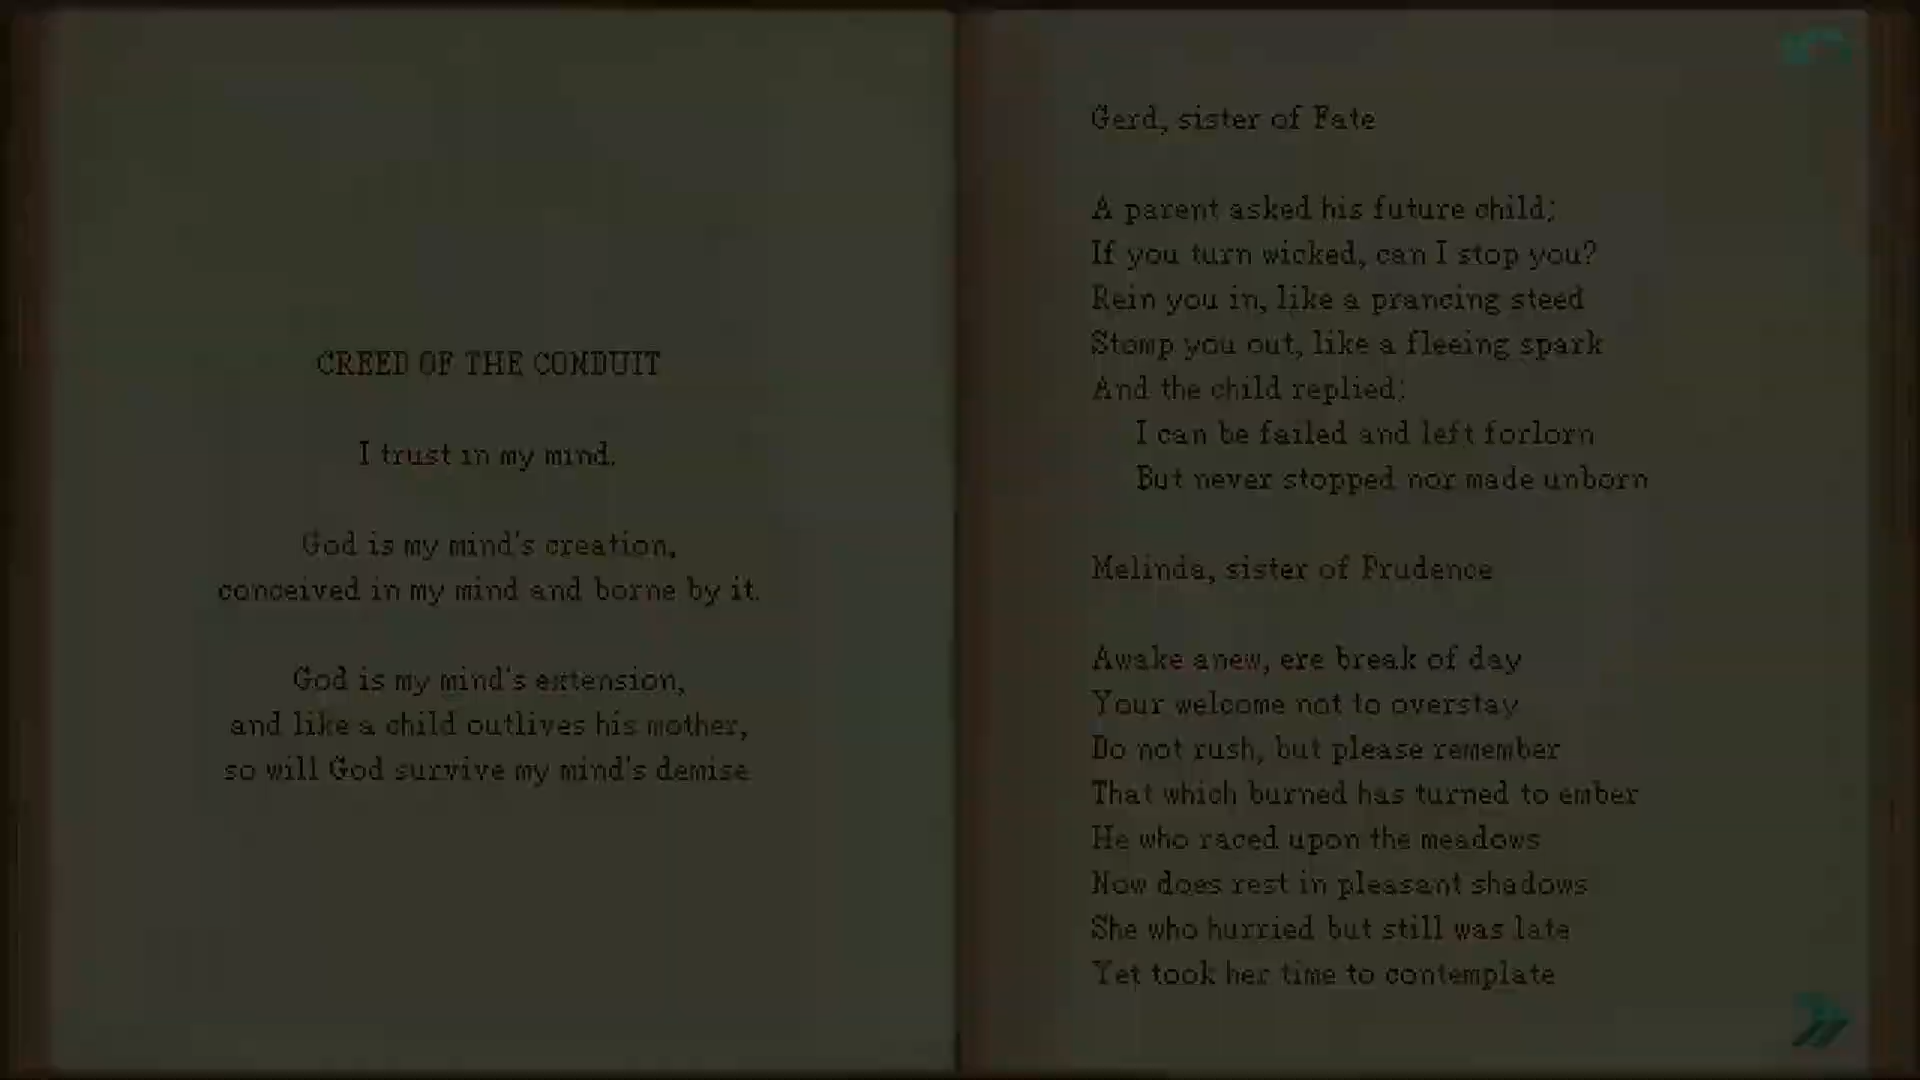 CREED OF THE CONDUIT
I trust in my mind.
God is my mind's creation,
conceived in my mind and borne by it.
God is my mind's extension,
and like a child outlives his mother,
so will God survive my mind's demise
Gerd, sister of Fate
A parent asked his future child;
If you turn wicked, can I stop you?
Rein you in, like a prancing steed
Stomp you out, like a fleeing spark
And the child replied;
I can be failed and left forlorn
But never stopped nor made unborn
Melinda, sister of Prudence
Awake anew, ere break of day
Your welcome not to overstay
Do not rush, but please remember
That which burned has turned to ember
He who raced upon the meadows
Now does rest in pleasant shadows
She who hurried but still was late
Yet took her time to contemplate